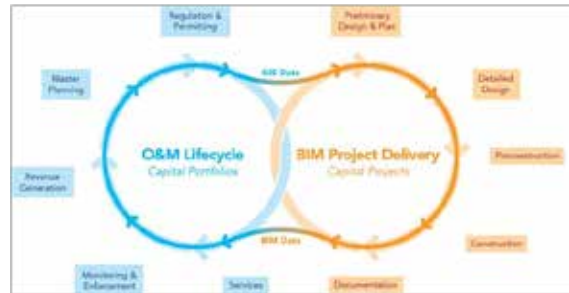 Regulation &
Permitting
Preliminary
Design & Plan
GIS Data
Master
Planning
Detailed
Design
O&M Lifecycle
Capital Portfolios
BIM Project Delivery
Capital Projects
Preconstruction
Revenue
Generation
BIM Data
Construction
Monitoring &
Enforcement
Services
Documentation